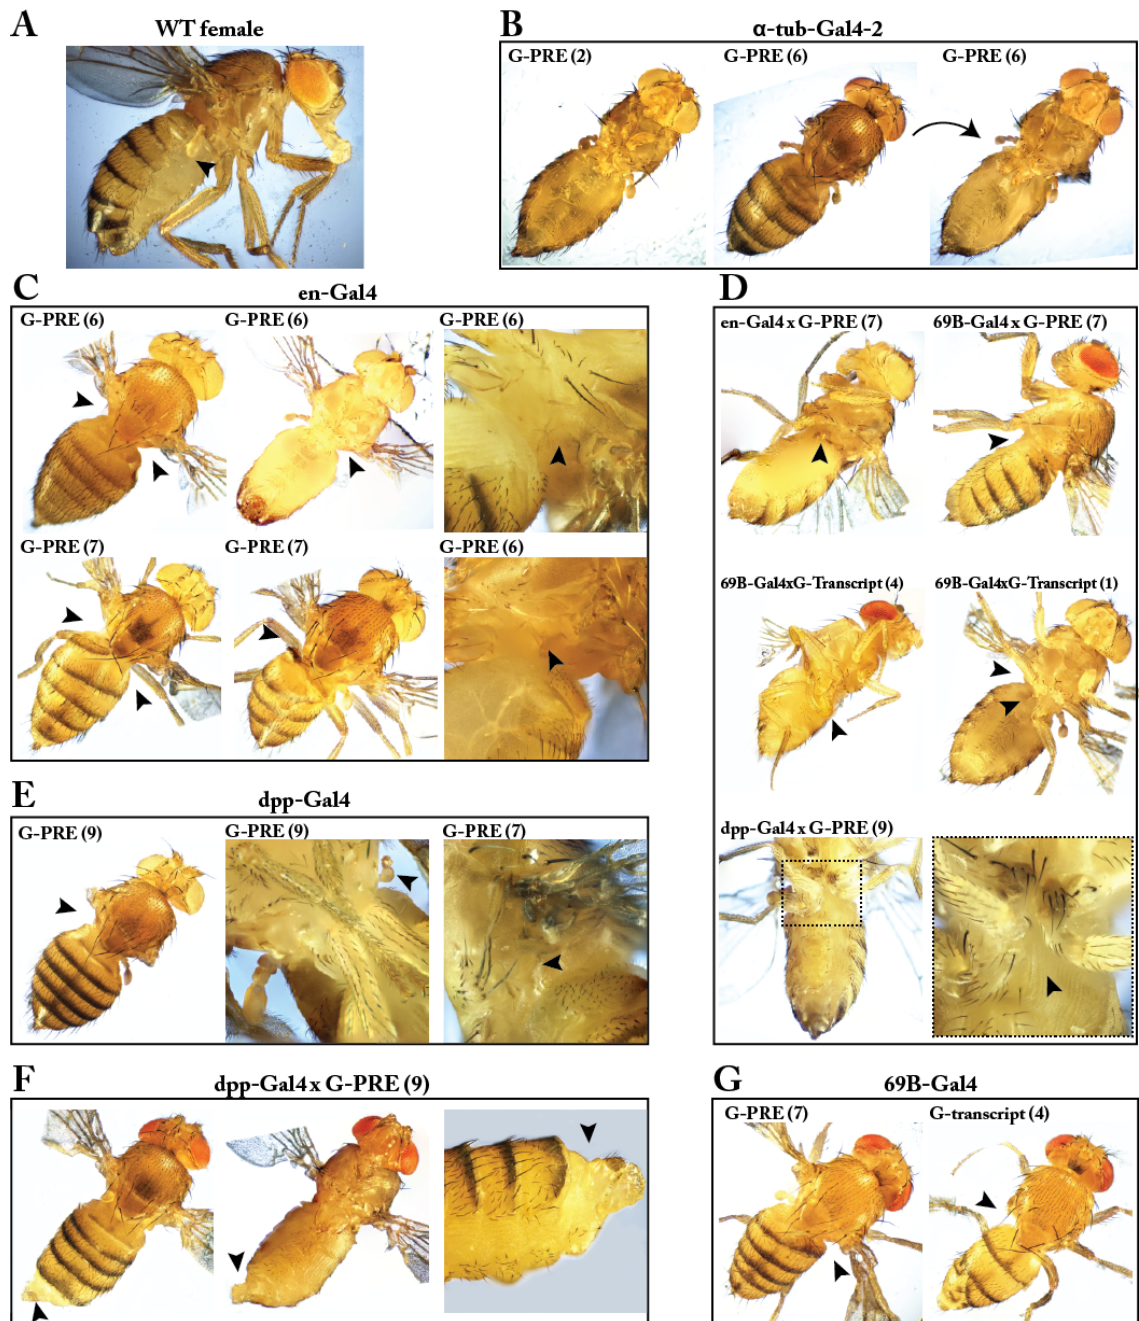 A
WT female
B
α-tub-Gal4-2
G-PRE (2)
G-PRE (6)
G-PRE (6)
C
en-Gal4
G-PRE (6)
G-PRE (6)
G-PRE (6)
G-PRE (7)
G-PRE (7)
G-PRE (6)
D
en-Gal4 x G-PRE (7)
69B-Gal4x G-PRE (7)
69B-Gal4xG-Transcript (4)
69B-Gal4xG-Transcript (1)
dpp-Gal4 x G-PRE (9)
E
dpp-Gal4
G-PRE (9)
G-PRE (9)
G-PRE (7)
F
dpp-Gal4 x G-PRE (9)
G
69B-Gal4
G-PRE (7)
G-transcript (4)